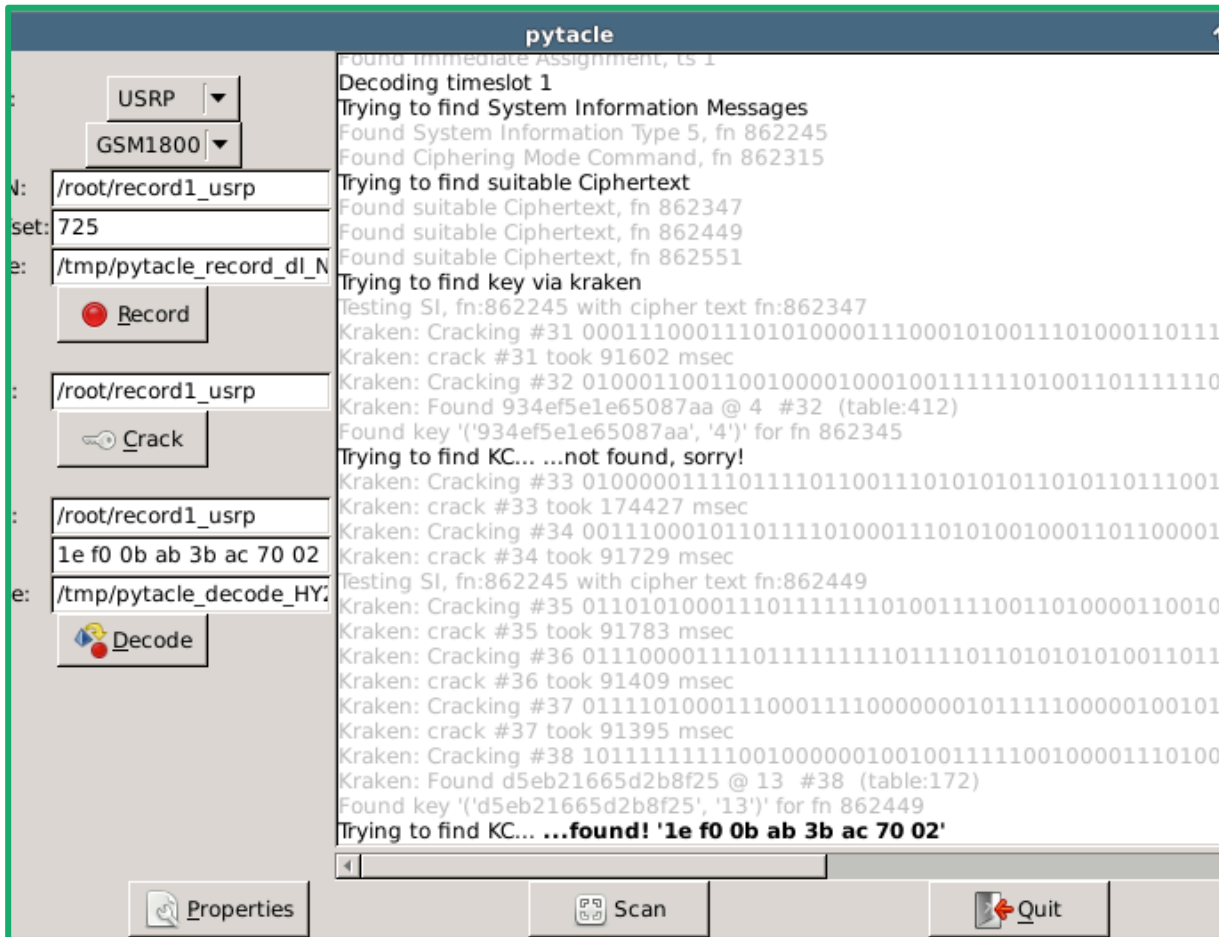 pytacle
USRP
GSM1800
N: /root/record1_usrp
set: 725
e: /tmp/pytacle_record_dl_N
Record
: /root/record1_usrp
Crack
: /root/record1_usrp
1e f0 0b ab 3b ac 70 02
e: /tmp/pytacle_decode_HYZ
Decode
Found Immediate Assignment, ts 1
Decoding timeslot 1
Trying to find System Information Messages
Found System Information Type 5, fn 862245
Found Ciphering Mode Command, fn 862315
Trying to find suitable Ciphertext
Found suitable Ciphertext, fn 862347
Found suitable Ciphertext, fn 862449
Found suitable Ciphertext, fn 862551
Trying to find key via kraken
Testing SI, fn:862245 with cipher text fn:862347
Kraken: Cracking #31
Kraken: crack #31 took 91602 msec
Kraken: Cracking #32
Kraken: Found 934ef5e1e65087aa @ 4 #32 (table:412)
Found key '('934ef5e1e65087aa', '4')' for fn 862345
Trying to find KC... ...not found, sorry!
Kraken: Cracking #33
Kraken: crack #33 took 174427 msec
Kraken: Cracking #34
Kraken: crack #34 took 91729 msec
Testing SI, fn:862245 with cipher text fn:862449
Kraken: Cracking #35
Kraken: crack #35 took 91783 msec
Kraken: Cracking #36
Kraken: crack #36 took 91409 msec
Kraken: Cracking #37
Kraken: crack #37 took 91395 msec
Kraken: Cracking #38
Kraken: Found d5eb21665d2b8f25 @ 13 #38 (table:172)
Found key '('d5eb21665d2b8f25', '13')' for fn 862449
Trying to find KC... ...found! '1e f0 0b ab 3b ac 70 02'
Properties
Scan
Quit